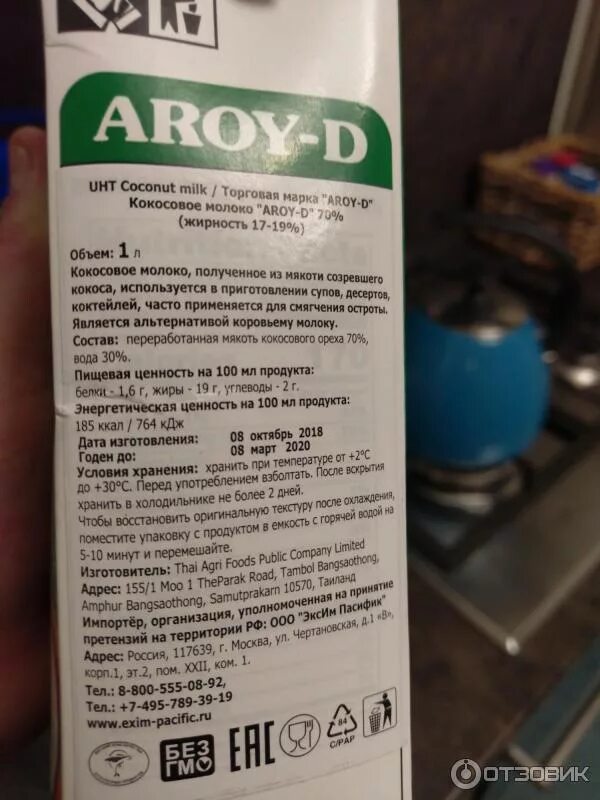 AROY-D
UHT Coconut milk / Торговая марка "AROY-D"
Кокосовое молоко "AROY-D" 70%
(жирность 17-19%)
Объем: 1 л
Кокосовое молоко, полученное из мякоти созревшего
кокоса, используется в приготовлении супов, десертов,
коктейлей, часто применяется для смягчения остроты.
Является альтернативой коровьему молоку.
Состав: переработанная мякоть кокосового ореха 70%,
вода 30%.
Пищевая ценность на 100 мл продукта:
белки - 1,6 г, жиры - 19 г, углеводы - 2 г.
Энергетическая ценность на 100 мл продукта:
185 ккал / 764 кДж
Дата изготовления: 08 октябрь 2018
Годен до: 08 март 2020
Условия хранения: хранить при температуре от +2°C
до +30°C. Перед употреблением взболтать. После вскрытия
хранить в холодильнике не более 2 дней.
Чтобы восстановить оригинальную текстуру после охлаждения,
поместите упаковку с продуктом в емкость с горячей водой на
5-10 минут и перемешайте.
Изготовитель: Thai Agri Foods Public Company Limited
Адрес: 155/1 Moo 1 TheParak Road, Tambol Bangsaothong,
Amphur Bangsaothong, Samutprakarn 10570, Таиланд
Импортёр, организация, уполномоченная на принятие
претензий на территории РФ: ООО "ЭксИм Пасифик"
Адрес: Россия, 117639, г. Москва, ул. Чертановская, д.1 «В»,
корп.1, эт.2, пом. XXII, ком. 1.
Тел.: 8-800-555-08-92,
Тел.: +7-495-789-39-19
www.exim-pacific.ru
БЕЗ
ГМО
EAC
84
C/PAP
ОТЗОВИК